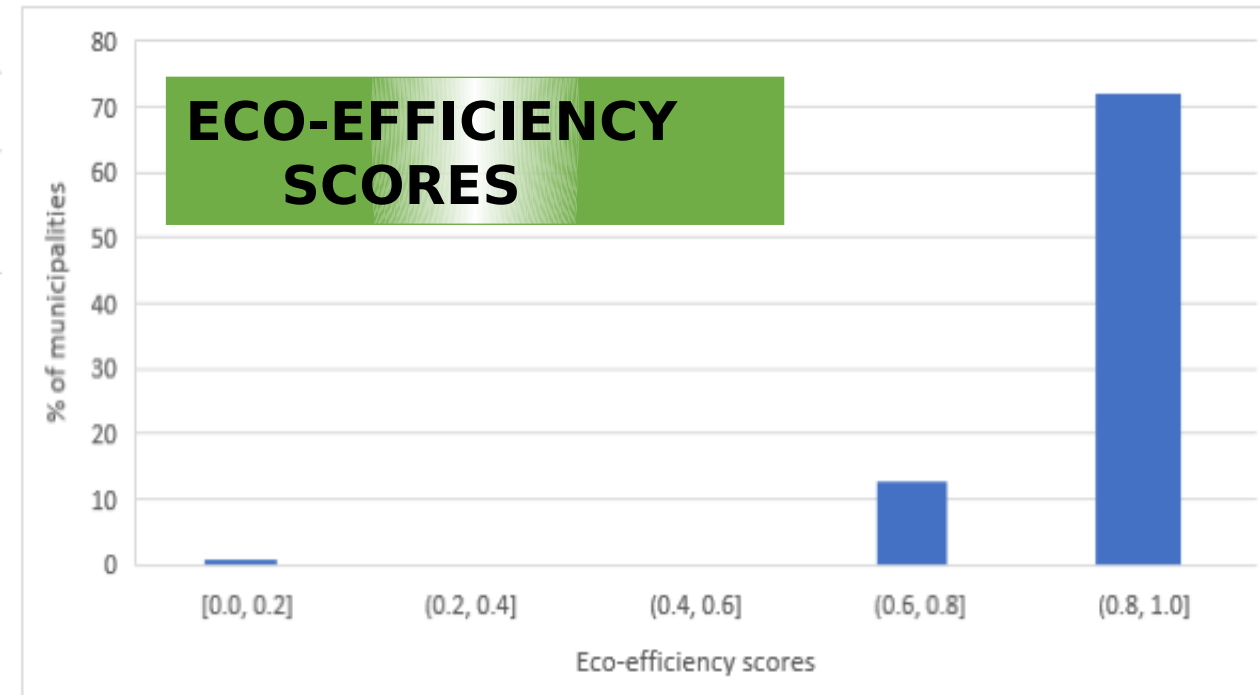 80
ECO-EFFICIENCY
SCORES
70
60
50
40
30
20
10
0
% of municipalities
[0.0, 0.2] (0.2, 0.4] (0.4, 0.6] (0.6, 0.8] (0.8, 1.0]
Eco-efficiency scores